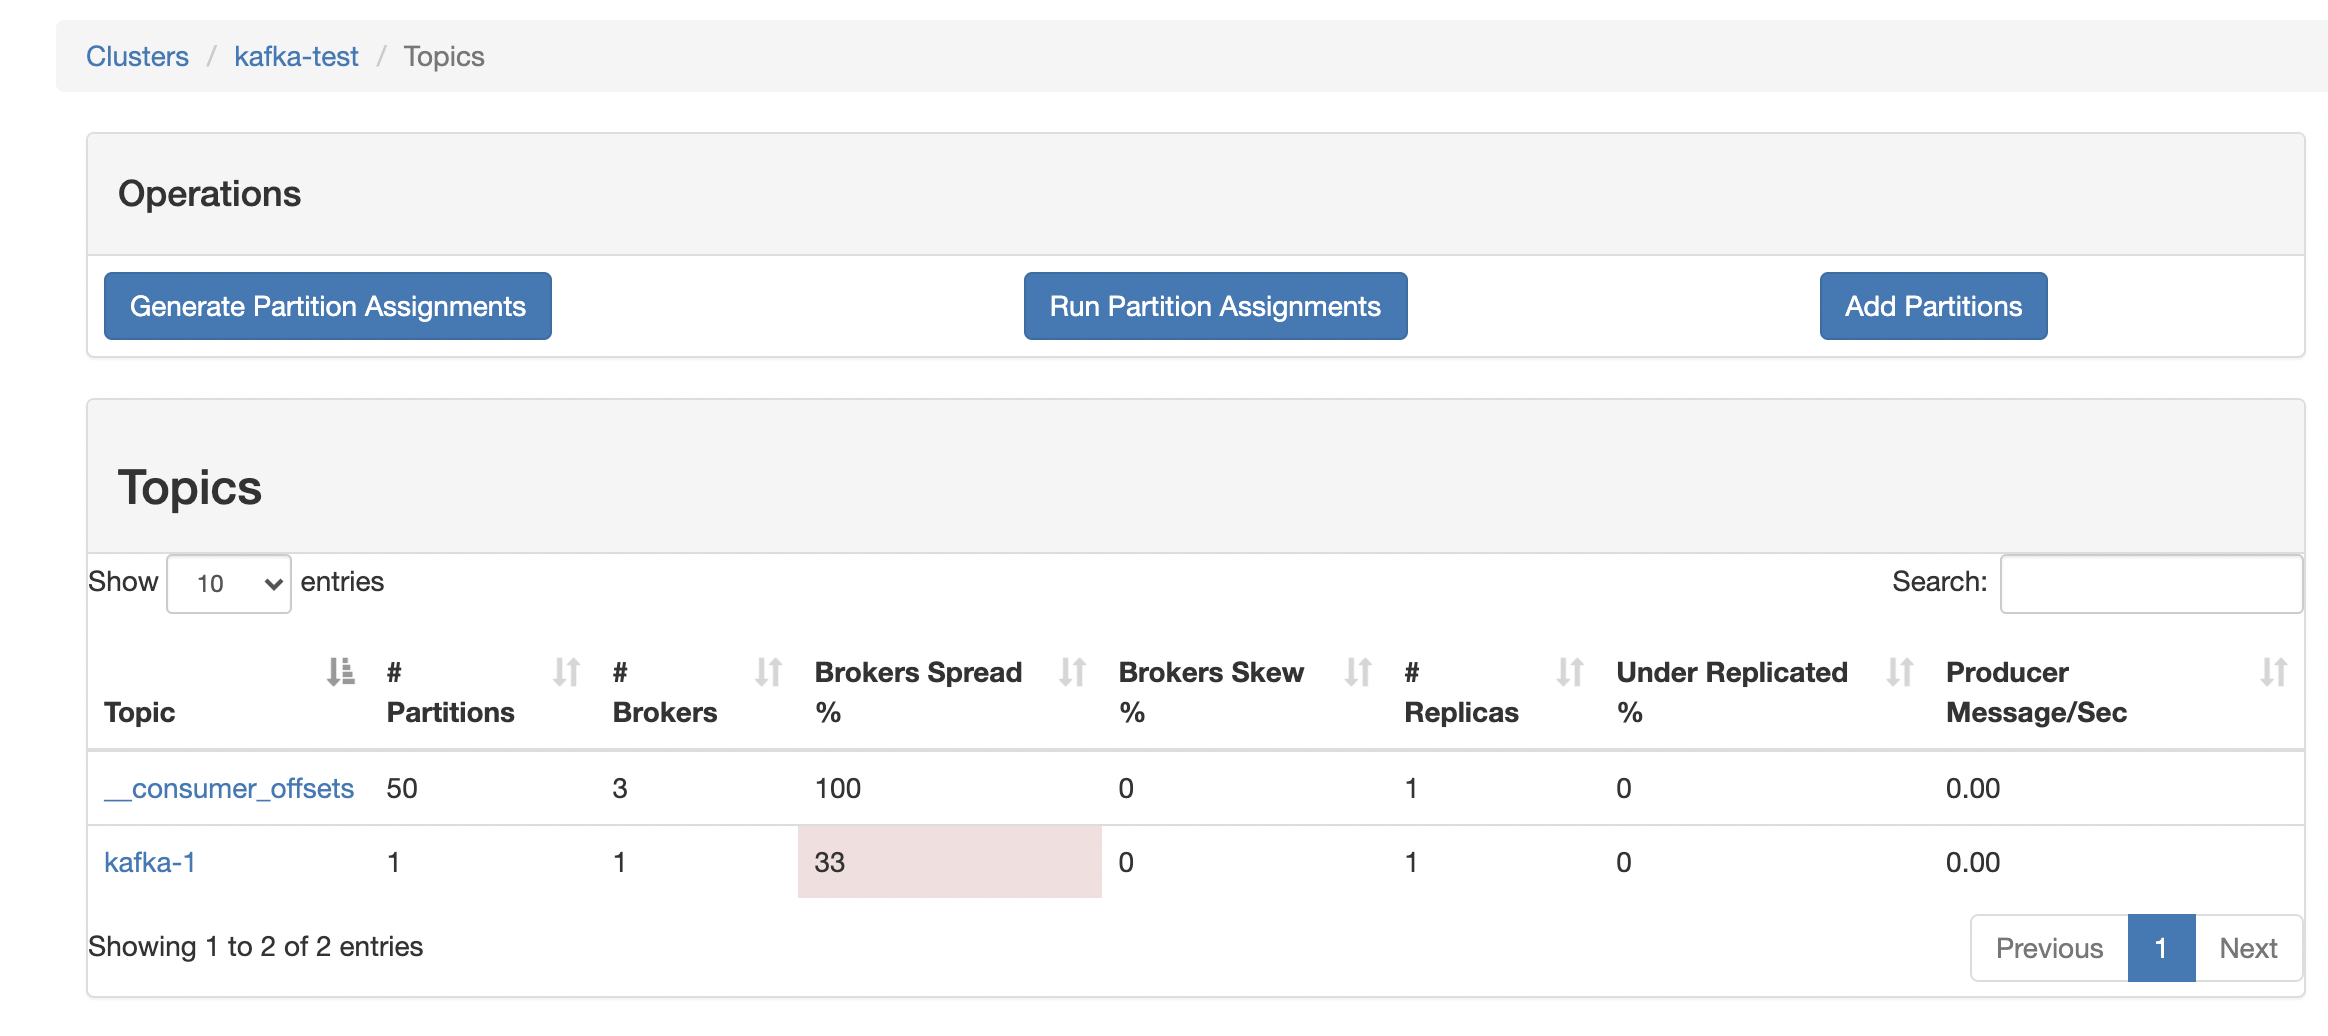 Clusters / kafka-test / Topics
Operations
Generate Partition Assignments Run Partition Assignments Add Partitions
Topics
Show 10 entries Search:
Topic # Partitions # Brokers Brokers Spread % Brokers Skew % # Replicas Under Replicated % Producer Message/Sec
__consumer_offsets 50 3 100 0 1 0 0.00
kafka-1 1 1 33 0 1 0 0.00
Showing 1 to 2 of 2 entries Previous 1 Next